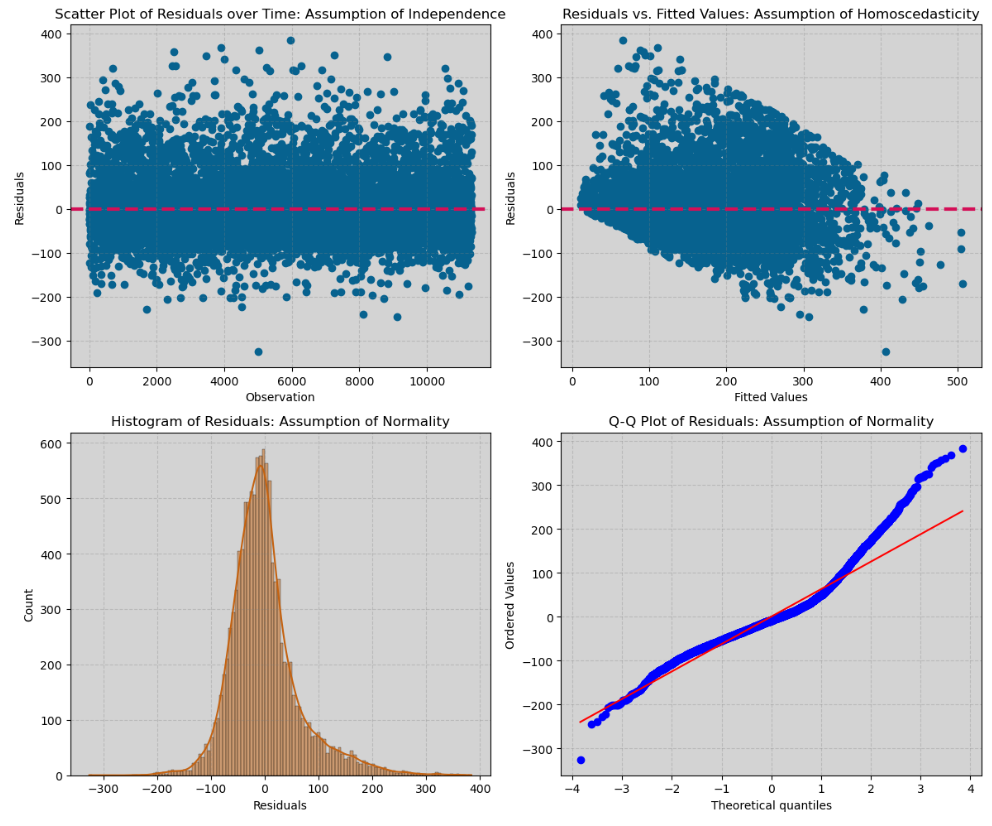 Scatter Plot of Residuals over Time: Assumption of Independence
400
300
200
100
0
−100
−200
−300
Residuals
0 2000 4000 6000 8000 10000
Observation
Residuals vs. Fitted Values: Assumption of Homoscedasticity
400
300
200
100
0
−100
−200
−300
Residuals
0 100 200 300 400 500
Fitted Values
Histogram of Residuals: Assumption of Normality
600
500
400
300
200
100
0
Count
−300 −200 −100 0 100 200 300 400
Residuals
Q-Q Plot of Residuals: Assumption of Normality
400
300
200
100
0
−100
−200
−300
Ordered Values
−4 −3 −2 −1 0 1 2 3 4
Theoretical quantiles